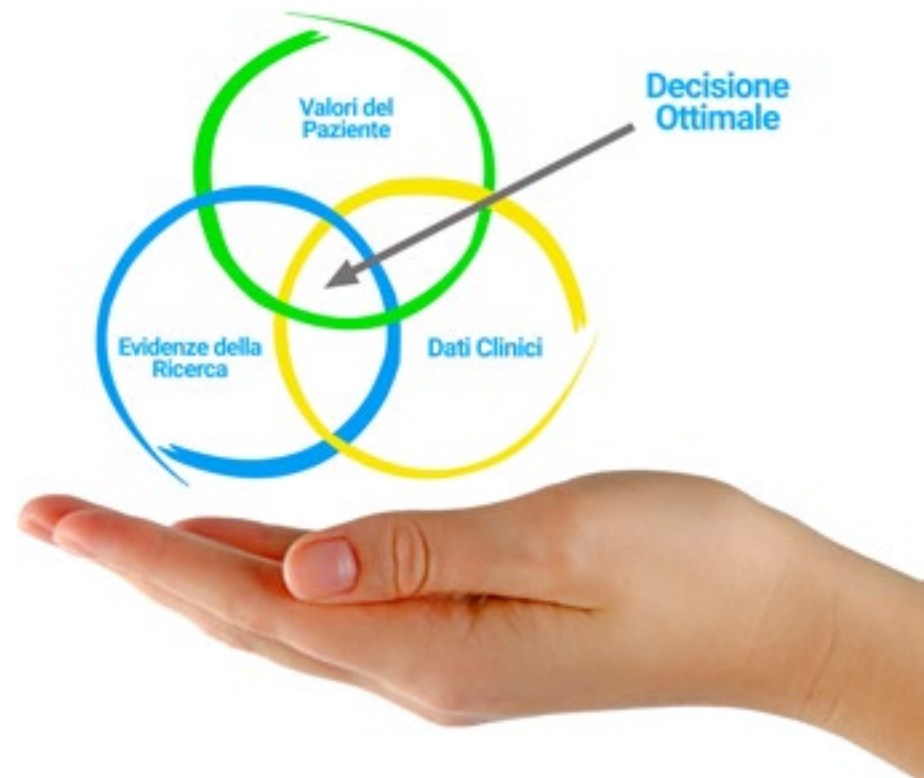 Valori del
Paziente
Decisione
Ottimale
Evidenze della
Ricerca
Dati Clinici